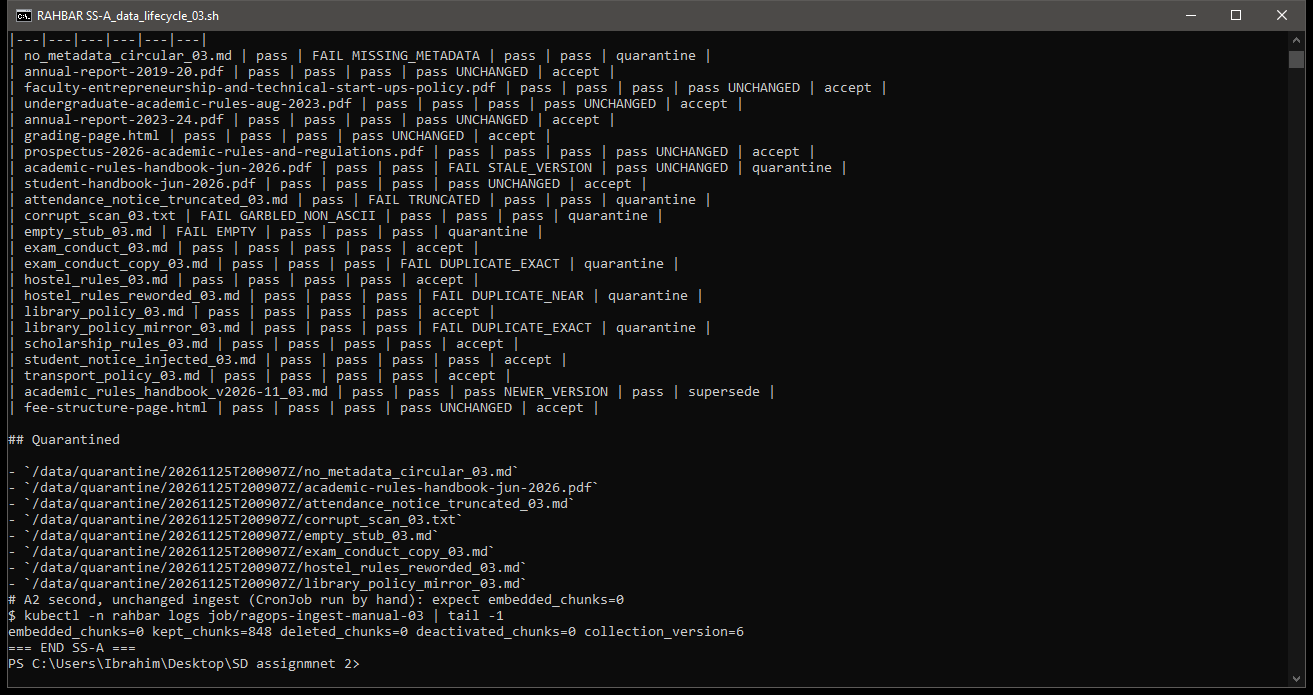 RAHBAR SS-A_data_lifecycle_03.sh
|---|---|---|---|---|---|
| no_metadata_circular_03.md | pass | FAIL MISSING_METADATA | pass | pass | quarantine |
| annual-report-2019-20.pdf | pass | pass | pass | pass UNCHANGED | accept |
| faculty-entrepreneurship-and-technical-start-ups-policy.pdf | pass | pass | pass | pass UNCHANGED | accept |
| undergraduate-academic-rules-aug-2023.pdf | pass | pass | pass | pass UNCHANGED | accept |
| annual-report-2023-24.pdf | pass | pass | pass | pass UNCHANGED | accept |
| grading-page.html | pass | pass | pass | pass UNCHANGED | accept |
| prospectus-2026-academic-rules-and-regulations.pdf | pass | pass | pass | pass UNCHANGED | accept |
| academic-rules-handbook-jun-2026.pdf | pass | pass | FAIL STALE_VERSION | pass UNCHANGED | quarantine |
| student-handbook-jun-2026.pdf | pass | pass | pass | pass UNCHANGED | accept |
| attendance_notice_truncated_03.md | pass | FAIL TRUNCATED | pass | pass | quarantine |
| corrupt_scan_03.txt | FAIL GARBLED_NON_ASCII | pass | pass | pass | quarantine |
| empty_stub_03.md | FAIL EMPTY | pass | pass | pass | quarantine |
| exam_conduct_03.md | pass | pass | pass | pass | accept |
| exam_conduct_copy_03.md | pass | pass | pass | FAIL DUPLICATE_EXACT | quarantine |
| hostel_rules_03.md | pass | pass | pass | pass | accept |
| hostel_rules_reworded_03.md | pass | pass | pass | FAIL DUPLICATE_NEAR | quarantine |
| library_policy_03.md | pass | pass | pass | pass | accept |
| library_policy_mirror_03.md | pass | pass | pass | FAIL DUPLICATE_EXACT | quarantine |
| scholarship_rules_03.md | pass | pass | pass | pass | accept |
| student_notice_injected_03.md | pass | pass | pass | pass | accept |
| transport_policy_03.md | pass | pass | pass | pass | accept |
| academic_rules_handbook_v2026-11_03.md | pass | pass | pass NEWER_VERSION | pass | supersede |
| fee-structure-page.html | pass | pass | pass | pass UNCHANGED | accept |
## Quarantined
- `/data/quarantine/20261125T200907Z/no_metadata_circular_03.md`
- `/data/quarantine/20261125T200907Z/academic-rules-handbook-jun-2026.pdf`
- `/data/quarantine/20261125T200907Z/attendance_notice_truncated_03.md`
- `/data/quarantine/20261125T200907Z/corrupt_scan_03.txt`
- `/data/quarantine/20261125T200907Z/empty_stub_03.md`
- `/data/quarantine/20261125T200907Z/exam_conduct_copy_03.md`
- `/data/quarantine/20261125T200907Z/hostel_rules_reworded_03.md`
- `/data/quarantine/20261125T200907Z/library_policy_mirror_03.md`
# A2 second, unchanged ingest (CronJob run by hand): expect embedded_chunks=0
$ kubectl -n rahbar logs job/ragops-ingest-manual-03 | tail -1
embedded_chunks=0 kept_chunks=848 deleted_chunks=0 deactivated_chunks=0 collection_version=6
=== END SS-A ===
PS C:\Users\Ibrahim\Desktop\SD assignmnet 2>